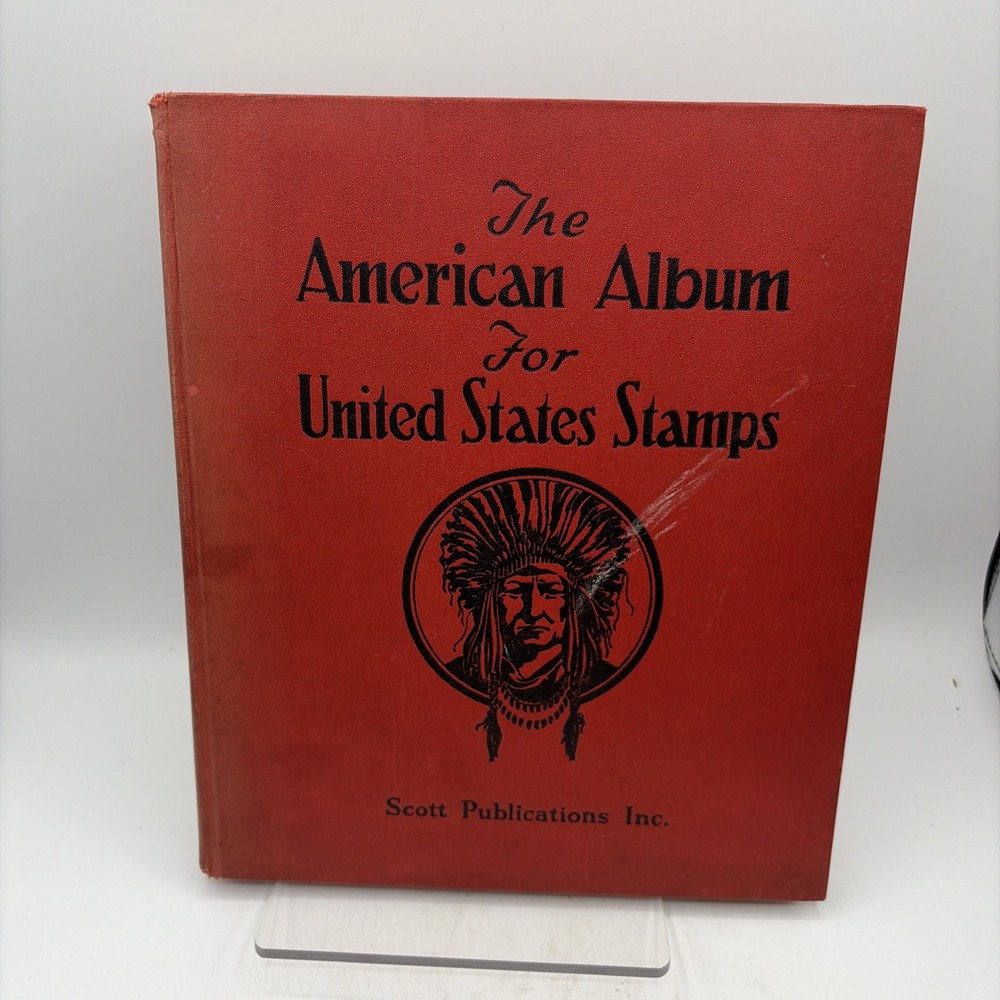 The
American Album
For
United States Stamps
Scott Publications Inc.